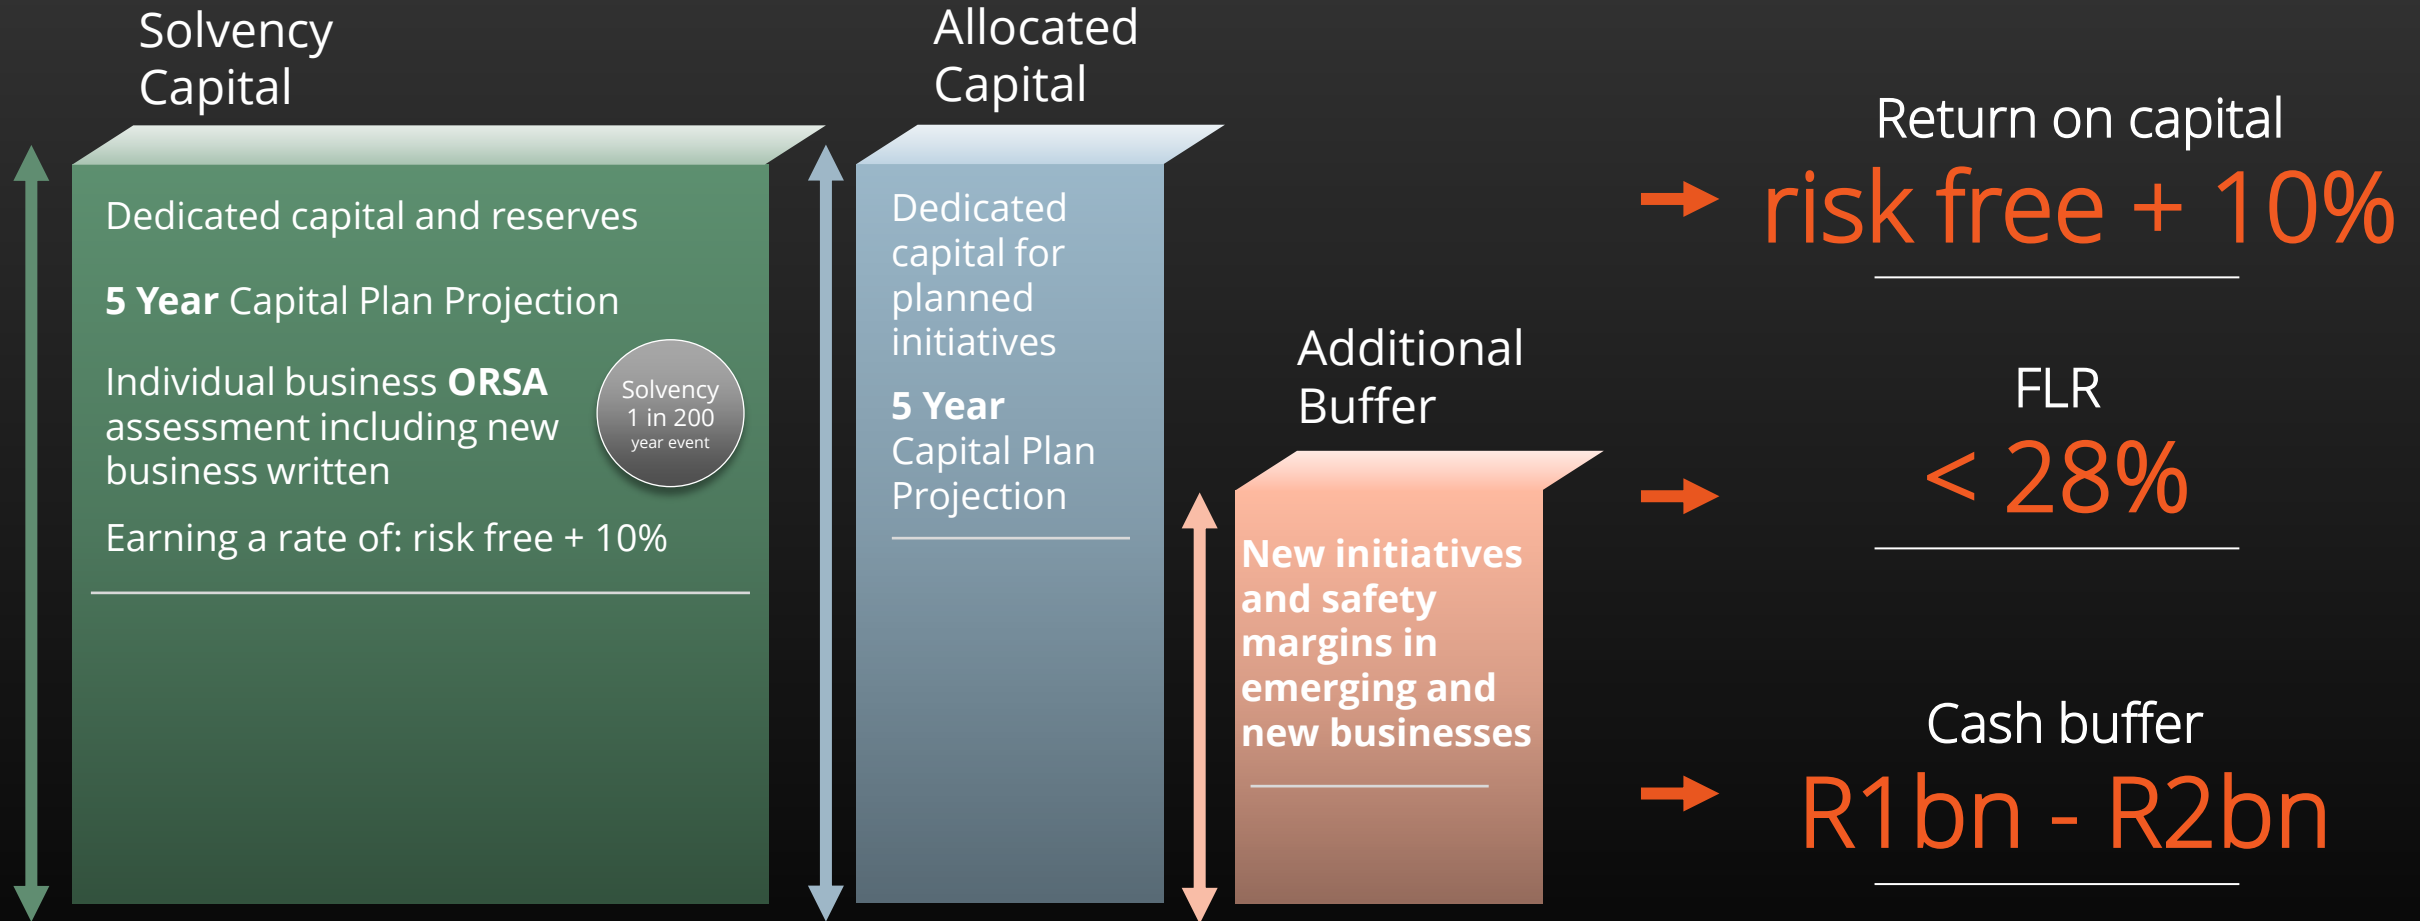 Solvency
Capital
Dedicated capital and reserves
5 Year Capital Plan Projection
Individual business ORSA
assessment including new
business written
Solvency
1 in 200
year event
Earning a rate of: risk free + 10%
Allocated
Capital
Dedicated
capital for
planned
initiatives
5 Year
Capital Plan
Projection
Additional
Buffer
New initiatives
and safety
margins in
emerging and
new businesses
Return on capital
risk free + 10%
FLR
< 28%
Cash buffer
R1bn - R2bn